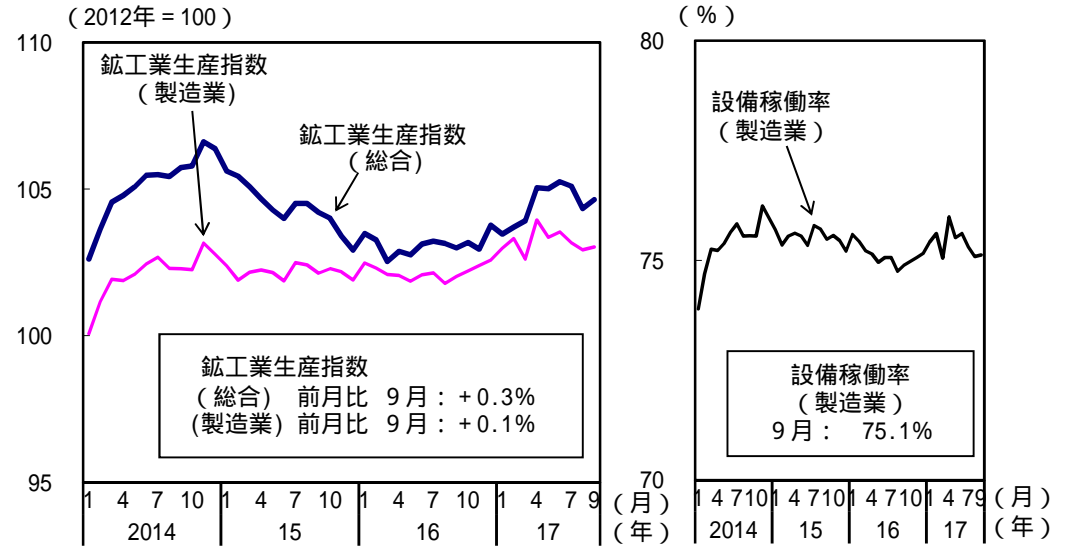 (2012年=100)
110
105
100
95
鉱工業生産指数
(製造業)
鉱工業生産指数
(総合)
鉱工業生産指数
(総合) 前月比 9月:+0.3%
(製造業) 前月比 9月:+0.1%
1 4 7 10 1 4 7 10 1 4 7 10 1 4 7 9 (月)
2014 15 16 17 (年)
(%)
80
75
70
設備稼働率
(製造業)
設備稼働率
(製造業)
9月: 75.1%
1 4 7 10 1 4 7 10 1 4 7 10 1 4 7 9 (月)
2014 15 16 17 (年)